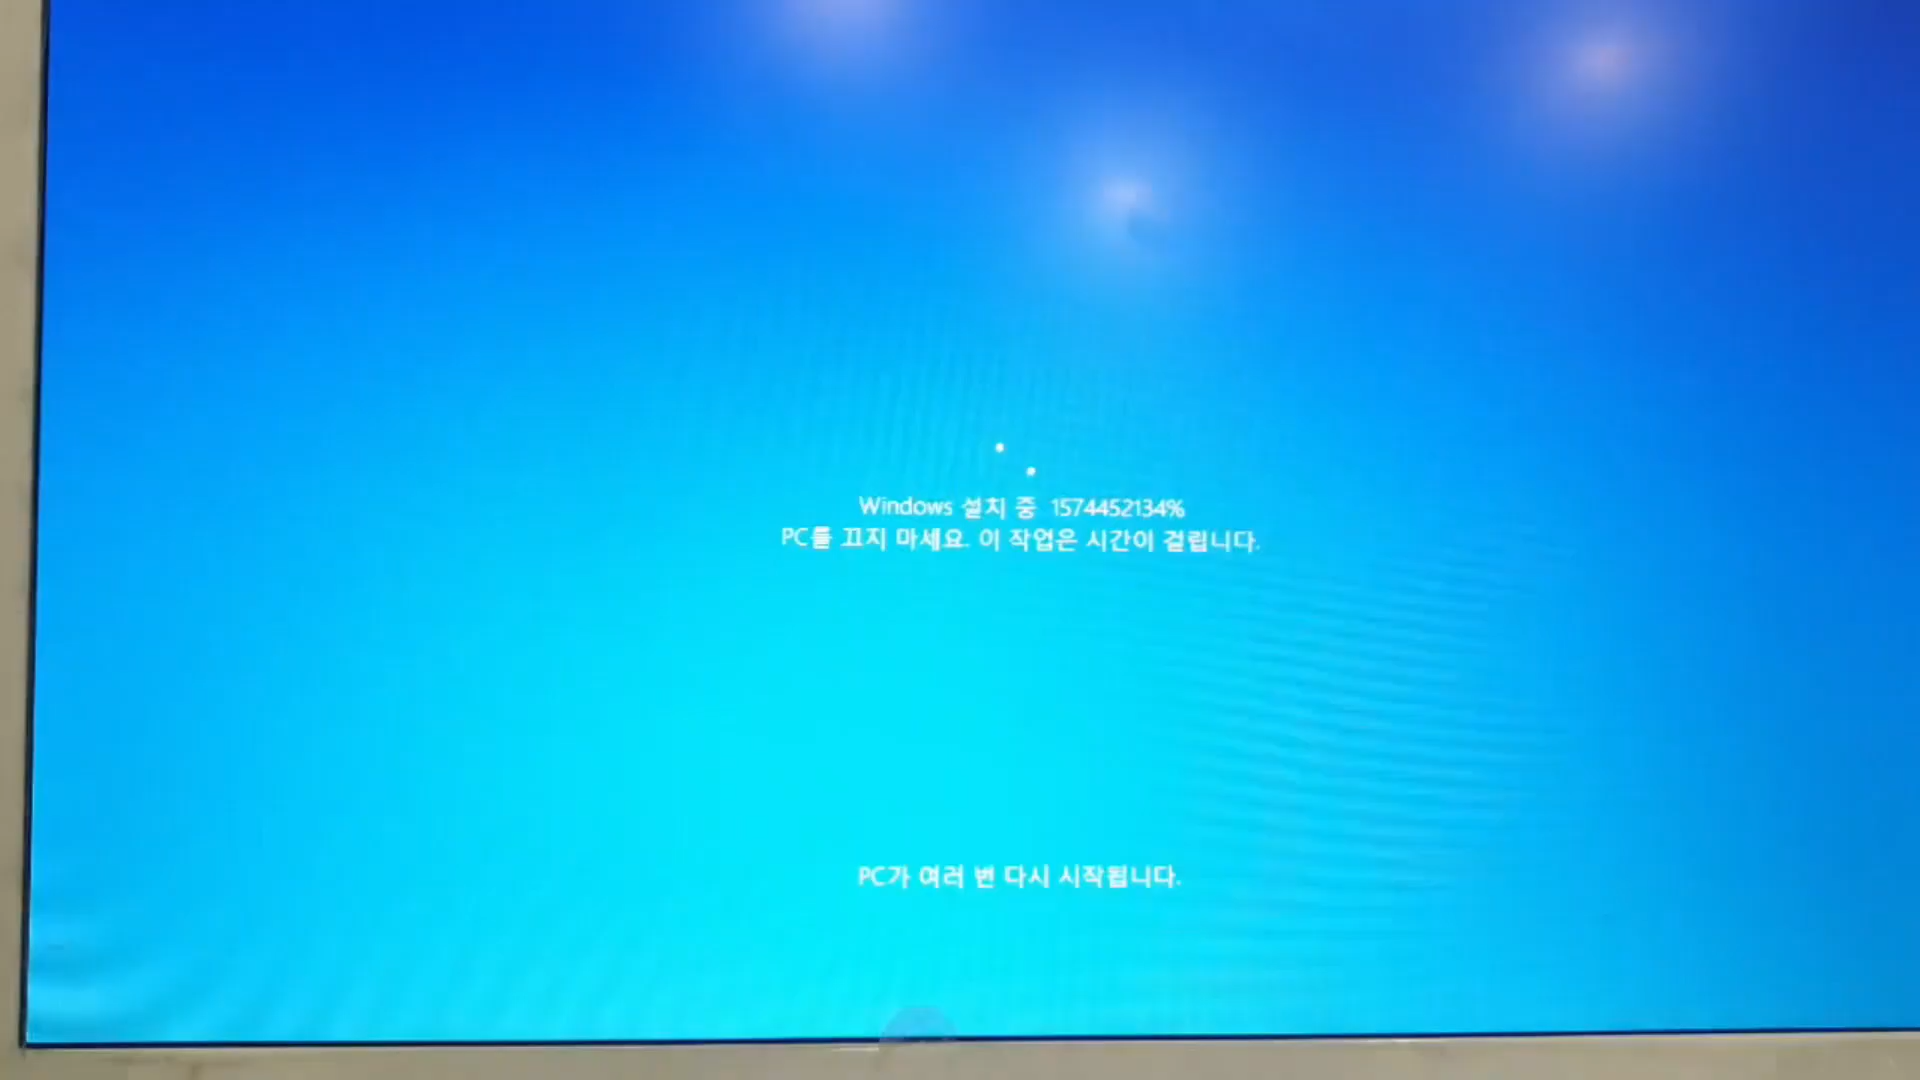 Windows 설치 중 1574452134%
PC를 끄지 마세요. 이 작업은 시간이 걸립니다.
PC가 여러 번 다시 시작됩니다.